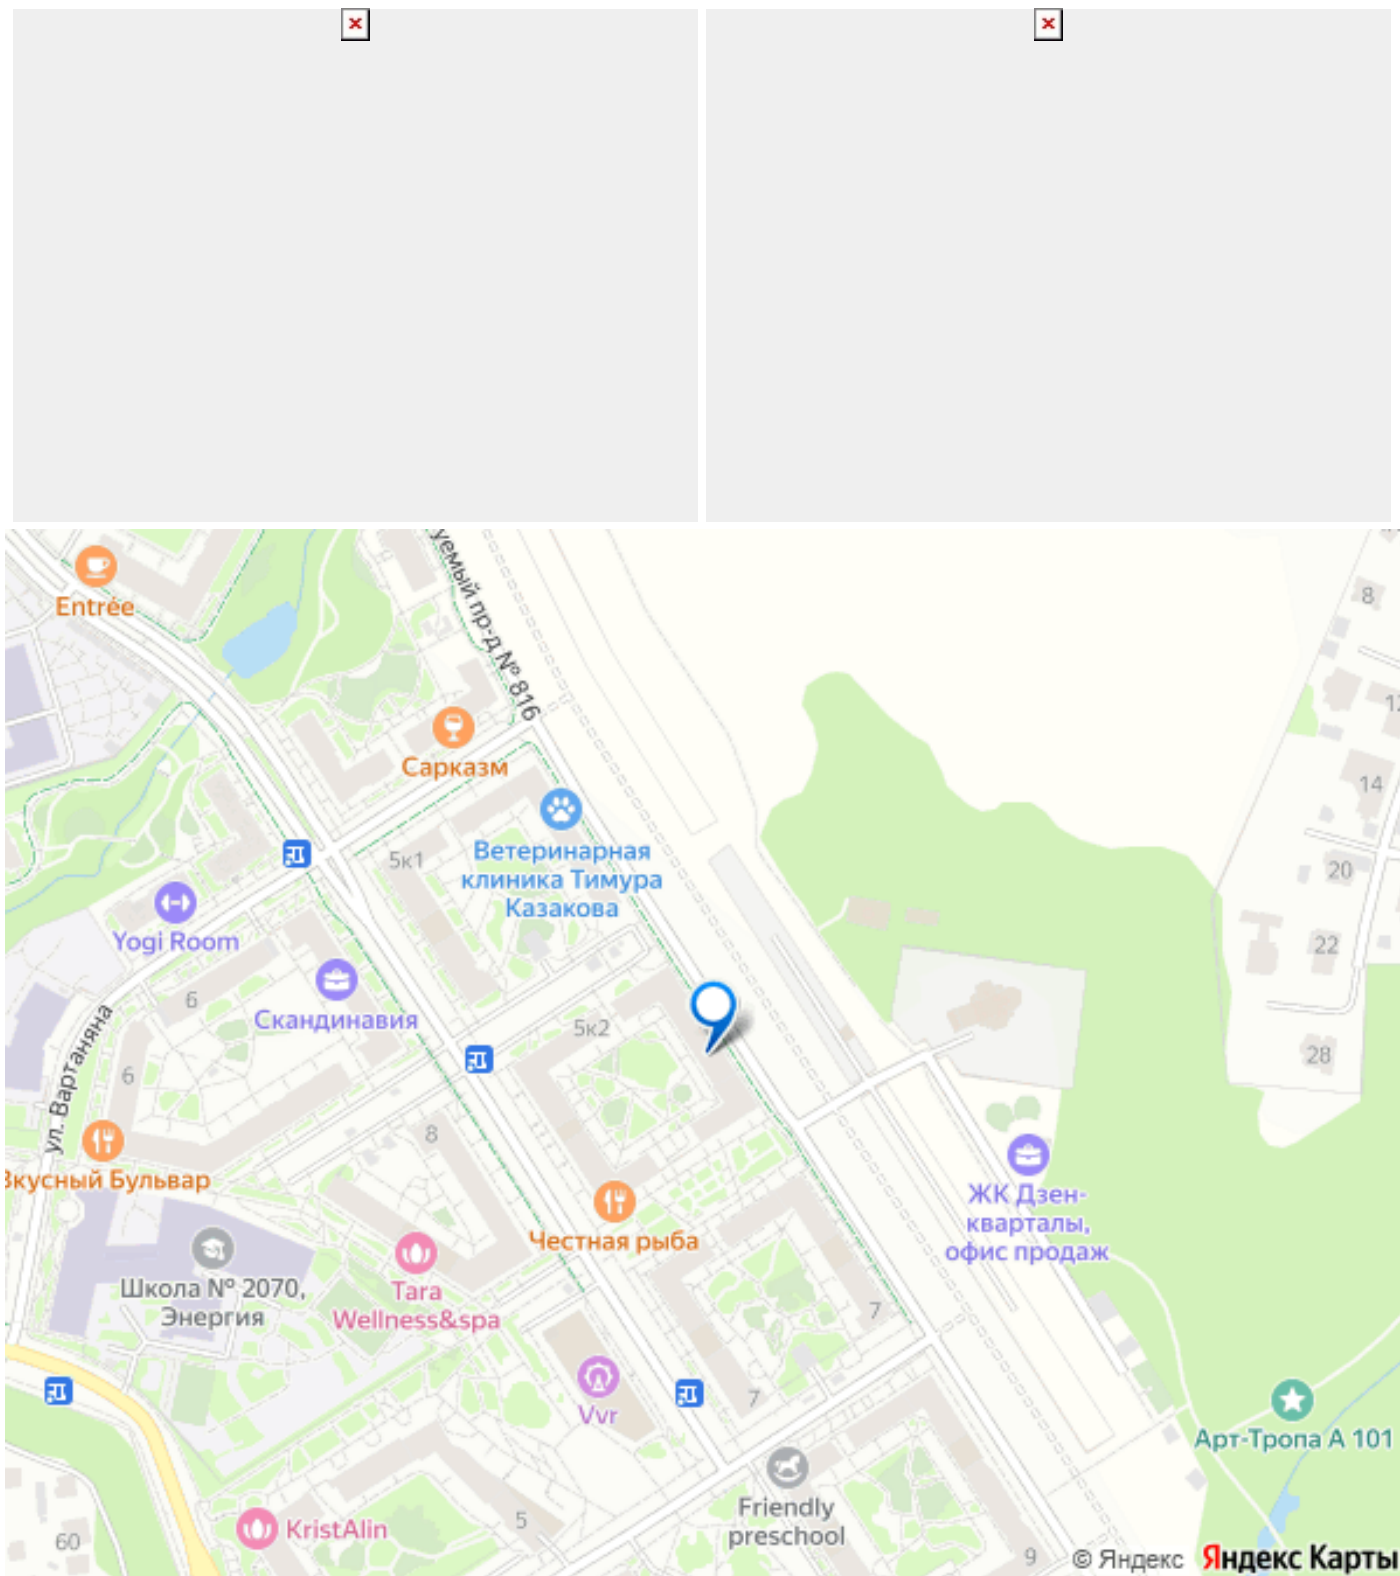 Entrée
уемый пр-д № 816
8
12
Сарказм
14
Ветеринарная
клиника Тимура
Казакова
5к1
20
Yogi Room
22
6
Скандинавия
5к2
28
ул. Вартаняна
6
8
Вкусный Бульвар
ЖК Дзен-
кварталы,
офис продаж
Честная рыба
Школа № 2070,
Энергия
Tara
Wellness&spa
7
Vvr
7
Арт-Тропа А 101
Friendly
preschool
KristAlin
5
60
9
© Яндекс
Яндекс Карты